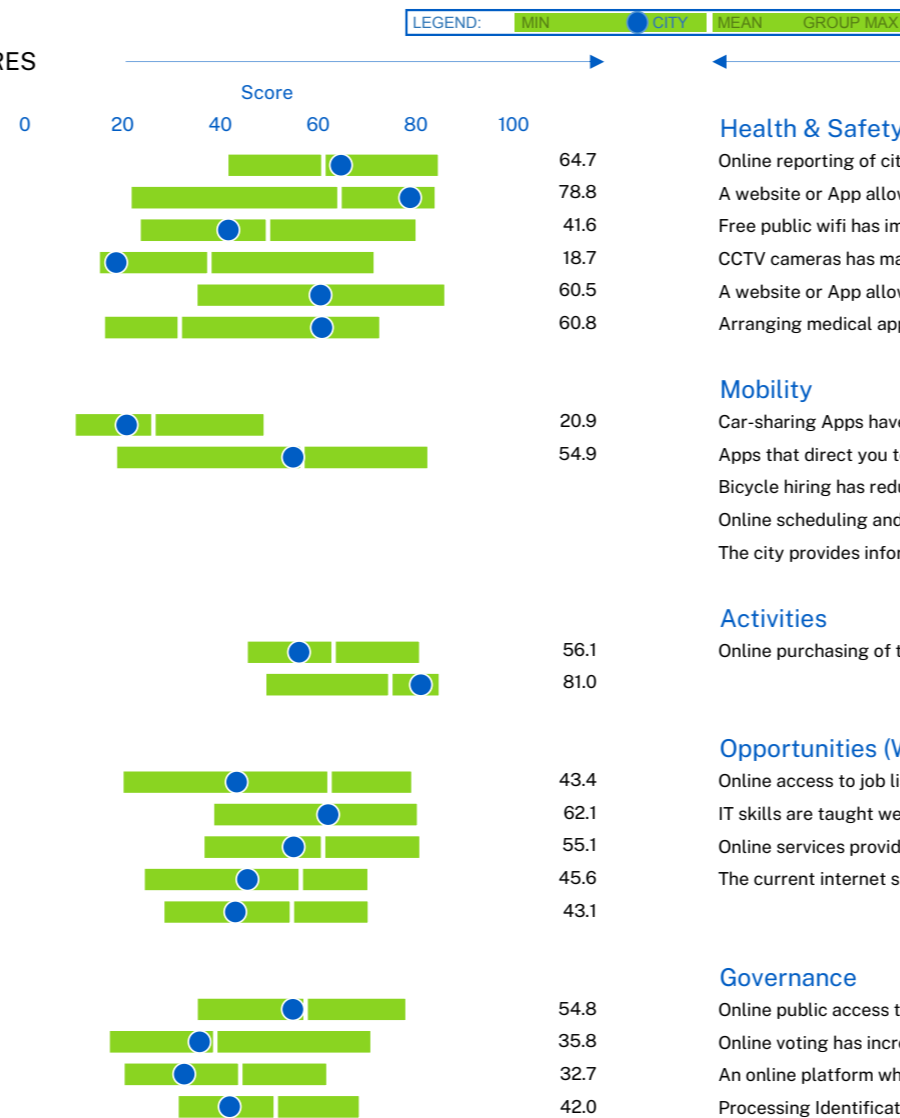 LEGEND: MIN CITY MEAN GROUP MAX
RES
Score
0 20 40 60 80 100
Health & Safety
64.7 Online reporting of cit
78.8 A website or App allow
41.6 Free public wifi has im
18.7 CCTV cameras has ma
60.5 A website or App allow
60.8 Arranging medical app
Mobility
20.9 Car-sharing Apps have
54.9 Apps that direct you t
Bicycle hiring has redu
Online scheduling and
The city provides infor
Activities
56.1 Online purchasing of t
81.0
Opportunities (W
43.4 Online access to job li
62.1 IT skills are taught we
55.1 Online services provid
45.6 The current internet s
43.1
Governance
54.8 Online public access t
35.8 Online voting has incre
32.7 An online platform wh
42.0 Processing Identificat